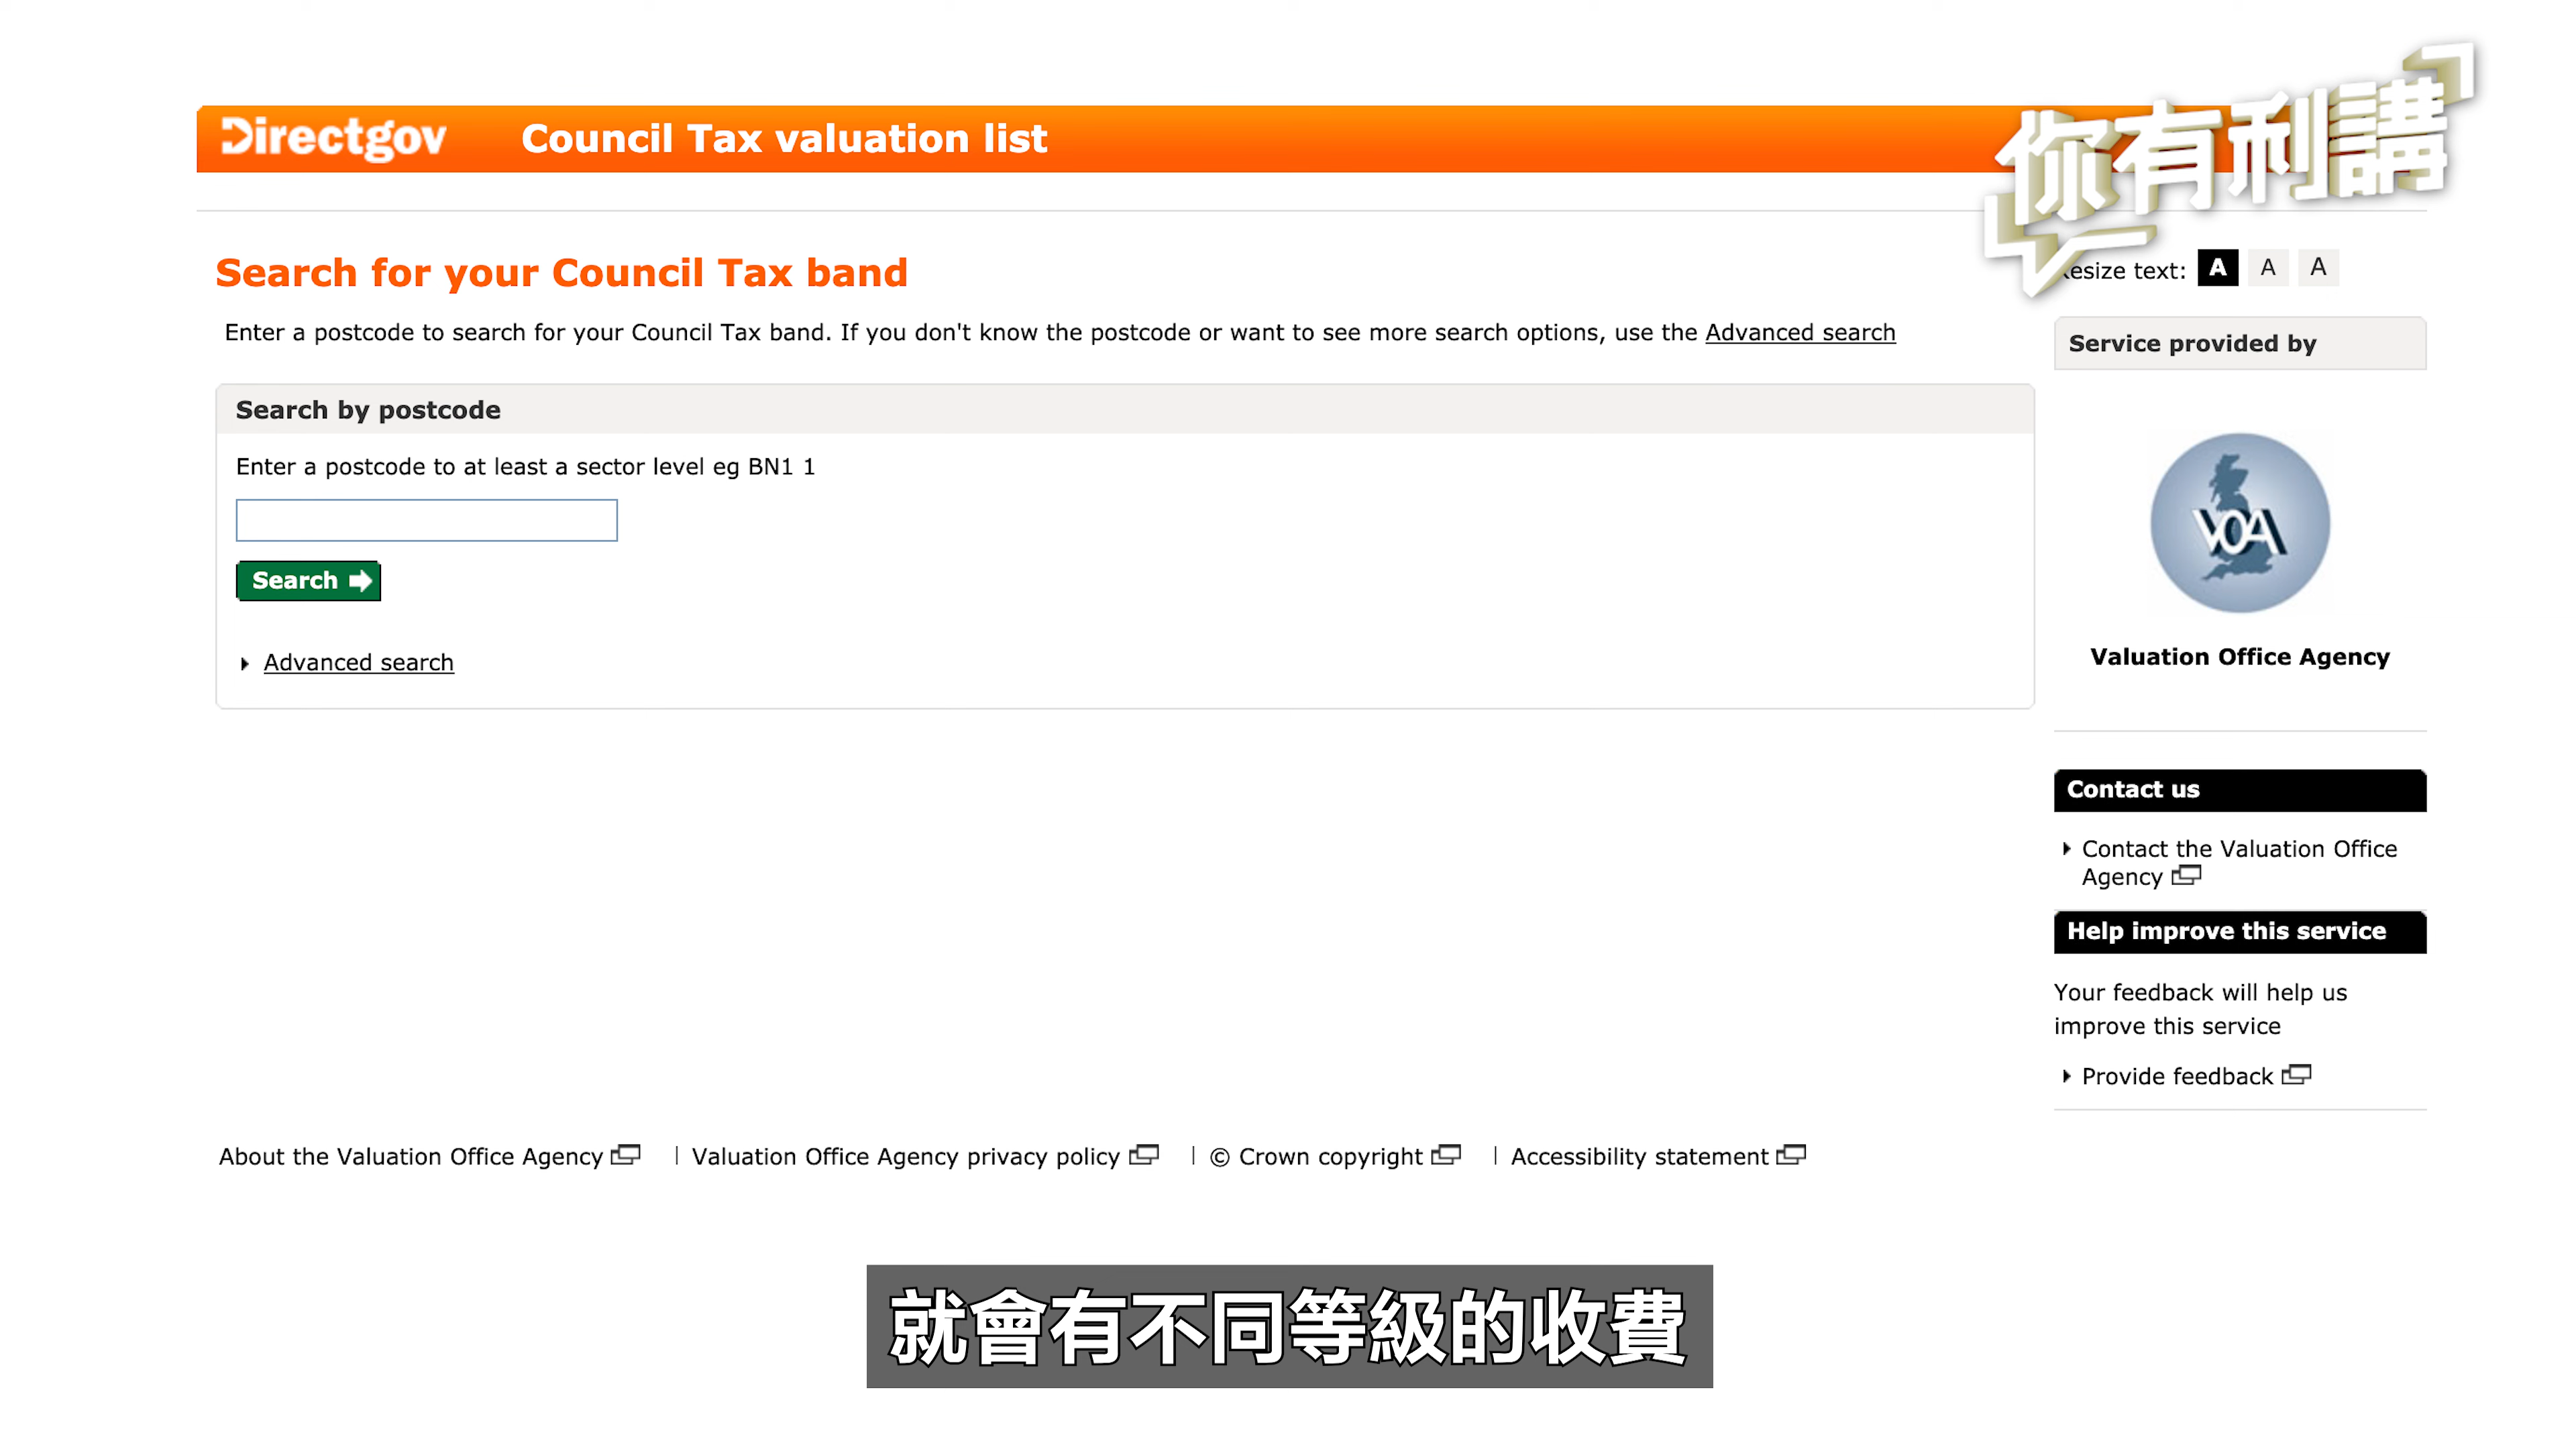 Directgov
Council Tax valuation list
你有利講
Search for your Council Tax band
esize text: A A A
Enter a postcode to search for your Council Tax band. If you don't know the postcode or want to see more search options, use the Advanced search
Service provided by
Search by postcode
Enter a postcode to at least a sector level eg BN1 1
Search
Advanced search
VOA
Valuation Office Agency
Contact us
Contact the Valuation Office
Agency
Help improve this service
Your feedback will help us
improve this service
Provide feedback
About the Valuation Office Agency | Valuation Office Agency privacy policy | © Crown copyright | Accessibility statement
就會有不同等級的收費